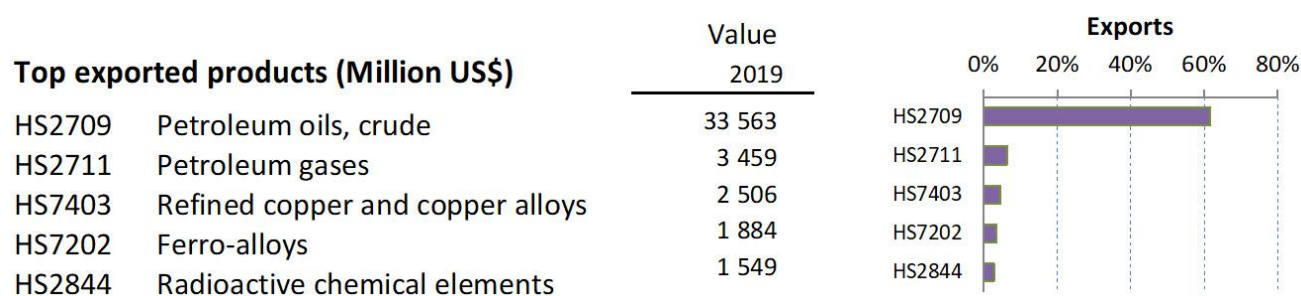 Value
Top exported products (Million US$) 2019
HS2709 Petroleum oils, crude 33 563
HS2711 Petroleum gases 3 459
HS7403 Refined copper and copper alloys 2 506
HS7202 Ferro-alloys 1 884
HS2844 Radioactive chemical elements 1 549
Exports
0% 20% 40% 60% 80%
HS2709
HS2711
HS7403
HS7202
HS2844